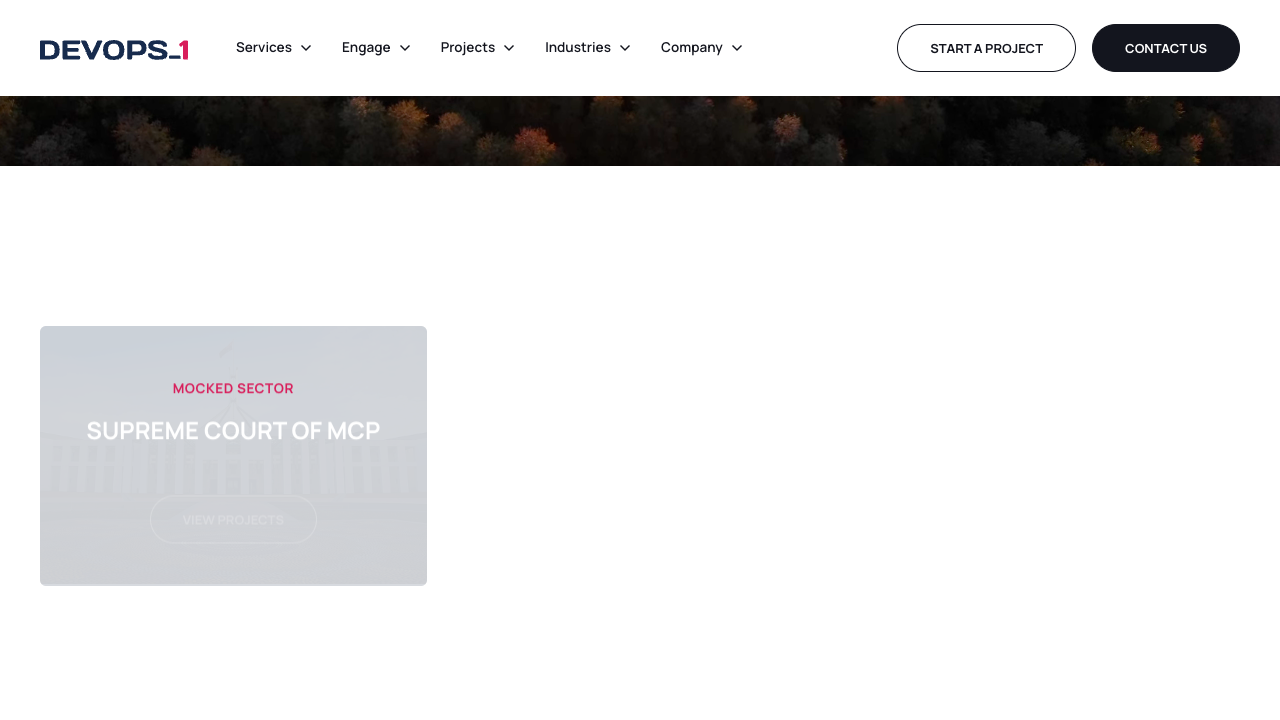 DEVOPS_1
Services
Engage
Projects
Industries
Company
START A PROJECT
CONTACT US
MOCKED SECTOR
SUPREME COURT OF MCP
VIEW PROJECTS